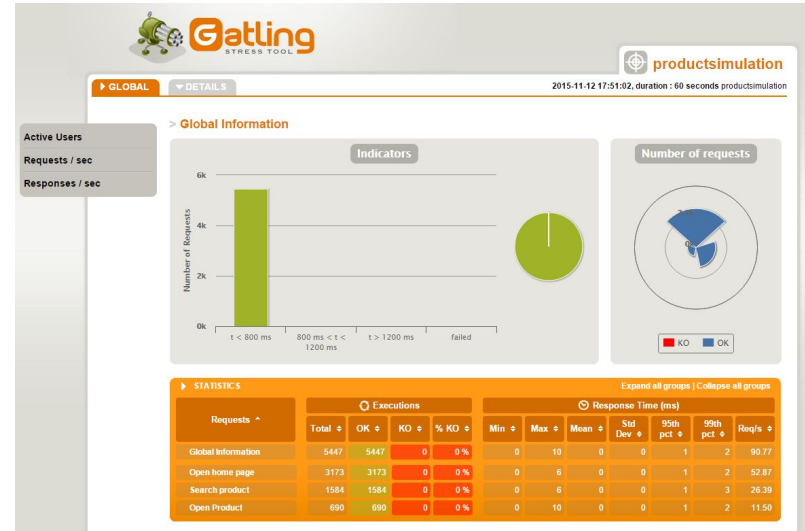 Gatling
STRESS TOOL
productsimulation
GLOBAL
DETAILS
2015-11-12 17:51:02, duration : 60 seconds productsimulation
Active Users
Requests / sec
Responses / sec
> Global Information
Indicators
Number of Requests
6k
4k
2k
0k
t < 800 ms
800 ms < t <
1200 ms
t > 1200 ms
failed
Number of requests
KO OK
STATISTICS
Expand all groups | Collapse all groups
Requests
Executions
Response Time (ms)
Total OK KO % KO Min Max Mean Std Dev 95th pct 99th pct Req/s
Global Information 5447 5447 0 0 % 0 10 0 0 1 2 90.77
Open home page 3173 3173 0 0 % 0 6 0 0 1 2 52.87
Search product 1584 1584 0 0 % 0 6 0 0 1 3 26.39
Open Product 690 690 0 0 % 0 10 0 0 1 2 11.50